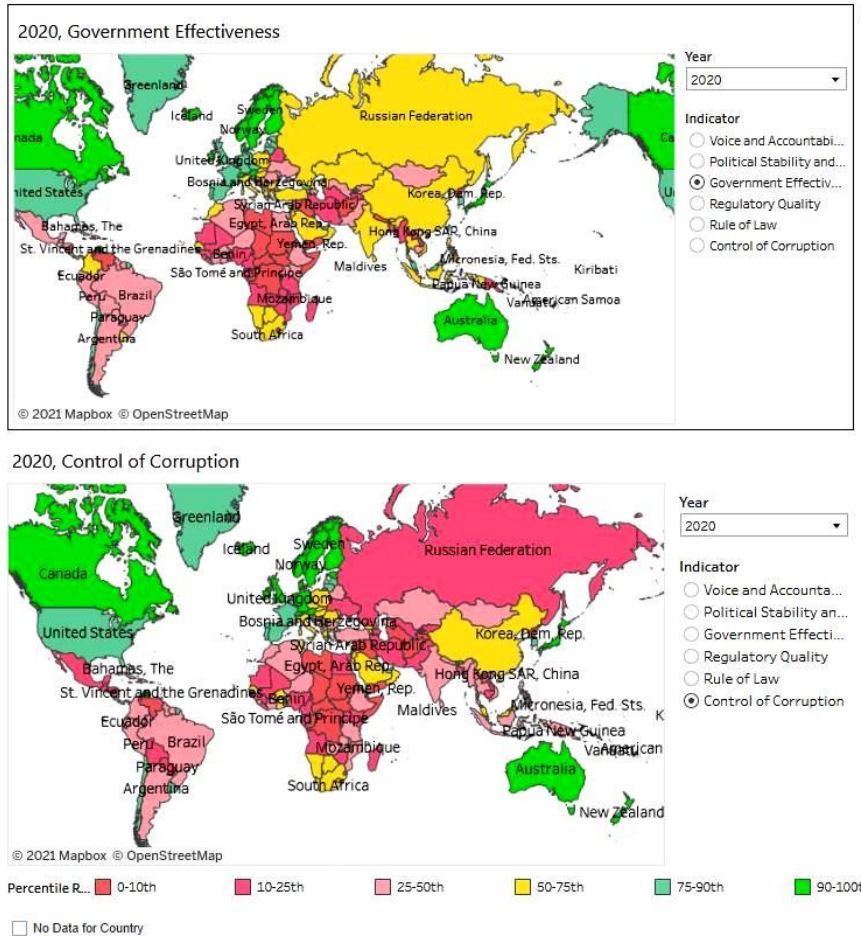 2020, Government Effectiveness
Year
2020
Indicator
Voice and Accountabi...
Political Stability and...
Government Effectiv...
Regulatory Quality
Rule of Law
Control of Corruption
Greenland
Iceland
Sweden
Norway
Russian Federation
nada
United Kingdom
nited States
Bosnia and Herzegovina
Korea, Dem. Rep.
Syrian Arab Republic
Bahamas, The
Egypt, Arab Rep.
Hong Kong SAR, China
St. Vincent and the Grenadines
Benin
Yemen, Rep.
Micronesia, Fed. Sts.
Ecuador
São Tomé and Príncipe
Maldives
Kiribati
Peru
Brazil
Mozambique
Papua New Guinea
Vanuatu
American Samoa
Paraguay
Australia
Argentina
South Africa
New Zealand
© 2021 Mapbox © OpenStreetMap
2020, Control of Corruption
Year
2020
Indicator
Voice and Accounta...
Political Stability an...
Government Effecti...
Regulatory Quality
Rule of Law
Control of Corruption
Greenland
Iceland
Sweden
Norway
Russian Federation
Canada
United Kingdom
United States
Bosnia and Herzegovina
Korea, Dem. Rep.
Syrian Arab Republic
Bahamas, The
Egypt, Arab Rep.
Hong Kong SAR, China
St. Vincent and the Grenadines
Benin
Yemen, Rep.
Micronesia, Fed. Sts.
Ecuador
São Tomé and Príncipe
Maldives
K
Peru
Brazil
Mozambique
Papua New Guinea
Vanuatu
American
Paraguay
Australia
Argentina
South Africa
New Zealand
© 2021 Mapbox © OpenStreetMap
Percentile R... 0-10th 10-25th 25-50th 50-75th 75-90th 90-100t
No Data for Country